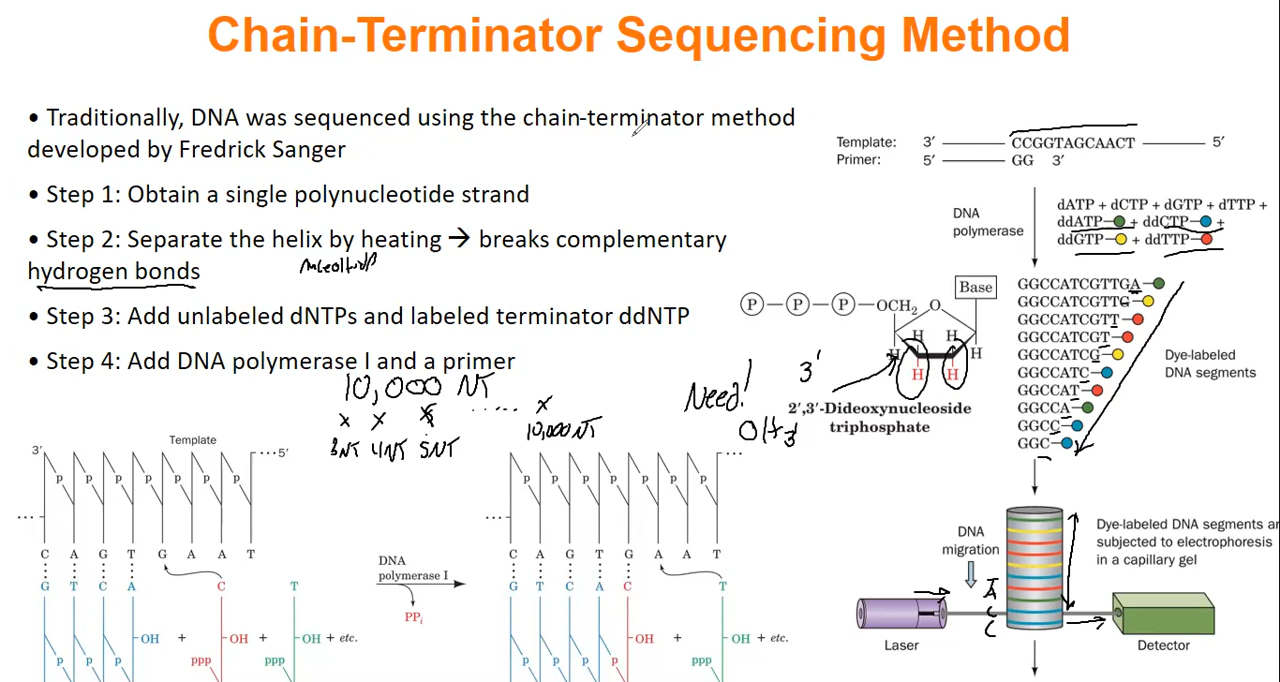 Chain-Terminator Sequencing Method
• Traditionally, DNA was sequenced using the chain-terminator method
developed by Fredrick Sanger
• Step 1: Obtain a single polynucleotide strand
• Step 2: Separate the helix by heating → breaks complementary
hydrogen bonds
• Step 3: Add unlabeled dNTPs and labeled terminator ddNTP
• Step 4: Add DNA polymerase I and a primer
10,000 NT
x x x ..... x
3NT 4NT 5NT 10,000NT
Need!
OH 3'
3'
Template: 3' CCGGTAGCAACT 5'
Primer: 5' GG 3'
DNA
polymerase
dATP + dCTP + dGTP + dTTP +
ddATP + ddCTP +
ddGTP + ddTTP
P P P OCH2 O Base
H H
H H
H H
2',3'-Dideoxynucleoside
triphosphate
GGCCATCGTTGA
GGCCATCGTTG
GGCCATCGTT
GGCCATCGT
GGCCATCG
GGCCATC
GGCCAT
GGCCA
GGCC
GGC
Dye-labeled
DNA segments
DNA
migration
Dye-labeled DNA segments ar
subjected to electrophoresis
in a capillary gel
A
C
C
Laser
Detector
Template
3' ...5'
p p p p p p p
...
C A G T G A A T
G T C A C T
OH + OH + OH + etc.
p p p ppp ppp
DNA
polymerase I
PPi
...
p p p p p p p
...
C A G T G A A T
G T C A C T
OH + OH + etc.
p p p p ppp